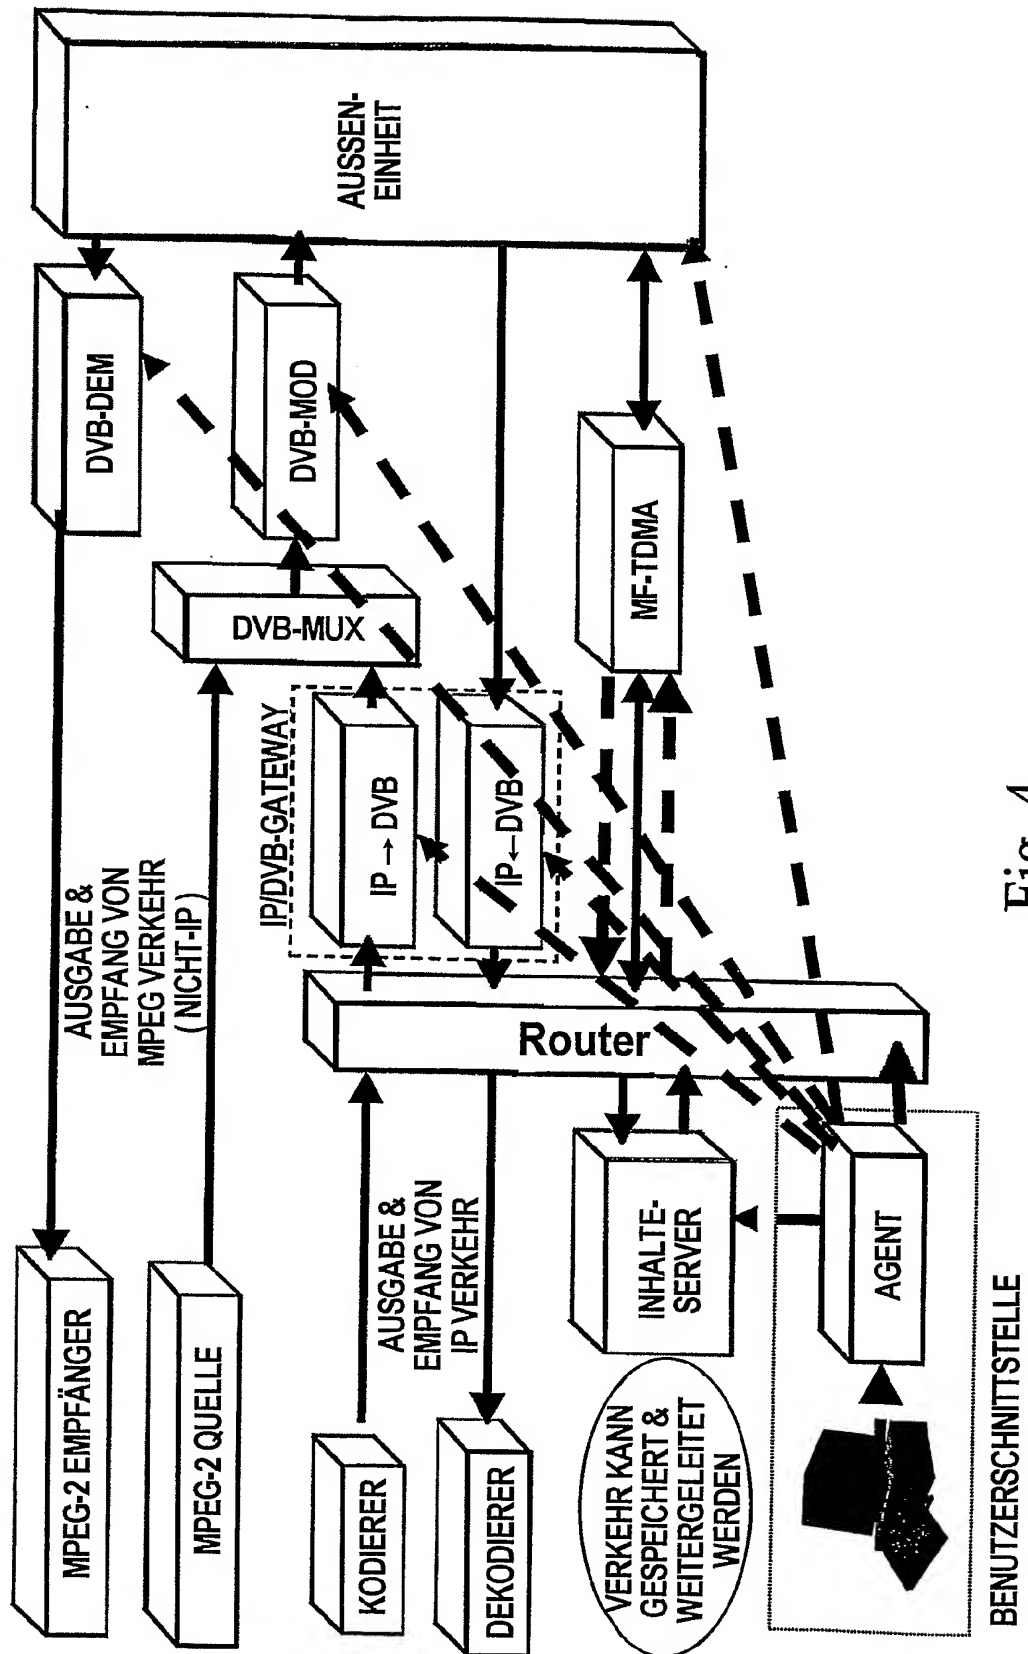 MPEG-2 EMPFÄNGER
AUSGABE &
EMPFANG VON
MPEG VERKEHR
( NICHT-IP )
DVB-DEM
AUSSEN-
EINHEIT
MPEG-2 QUELLE
DVB-MUX
DVB-MOD
IP/DVB-GATEWAY
IP → DVB
IP ← DVB
KODIERER
AUSGABE &
EMPFANG VON
IP VERKEHR
DEKODIERER
Router
MF-TDMA
VERKEHR KANN
GESPEICHERT &
WEITERGELEITET
WERDEN
INHALTE-
SERVER
AGENT
BENUTZERSCHNITTSTELLE
Fig. 4